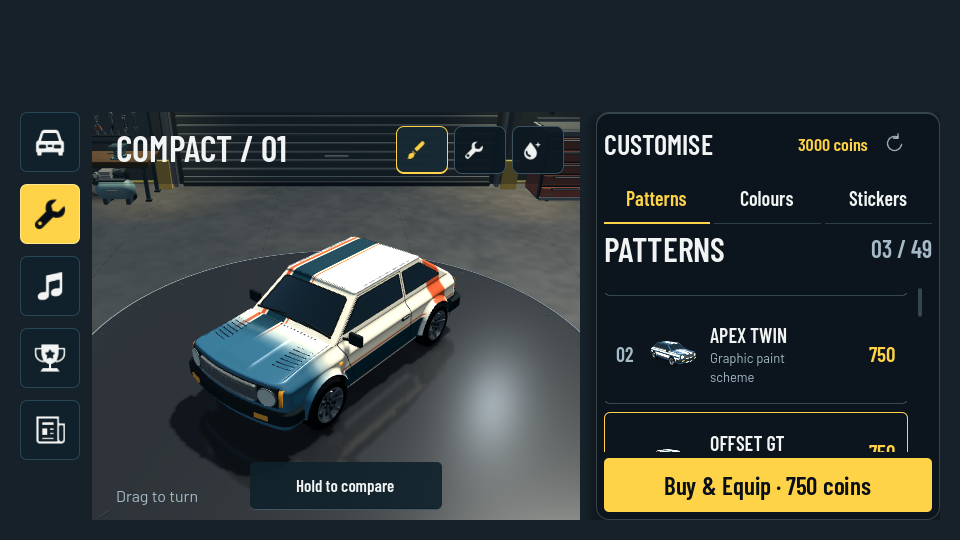 COMPACT / 01
Drag to turn
Hold to compare
CUSTOMISE
3000 coins
Patterns
Colours
Stickers
PATTERNS
03 / 49
02
APEX TWIN
Graphic paint
scheme
750
OFFSET GT
750
Buy & Equip · 750 coins